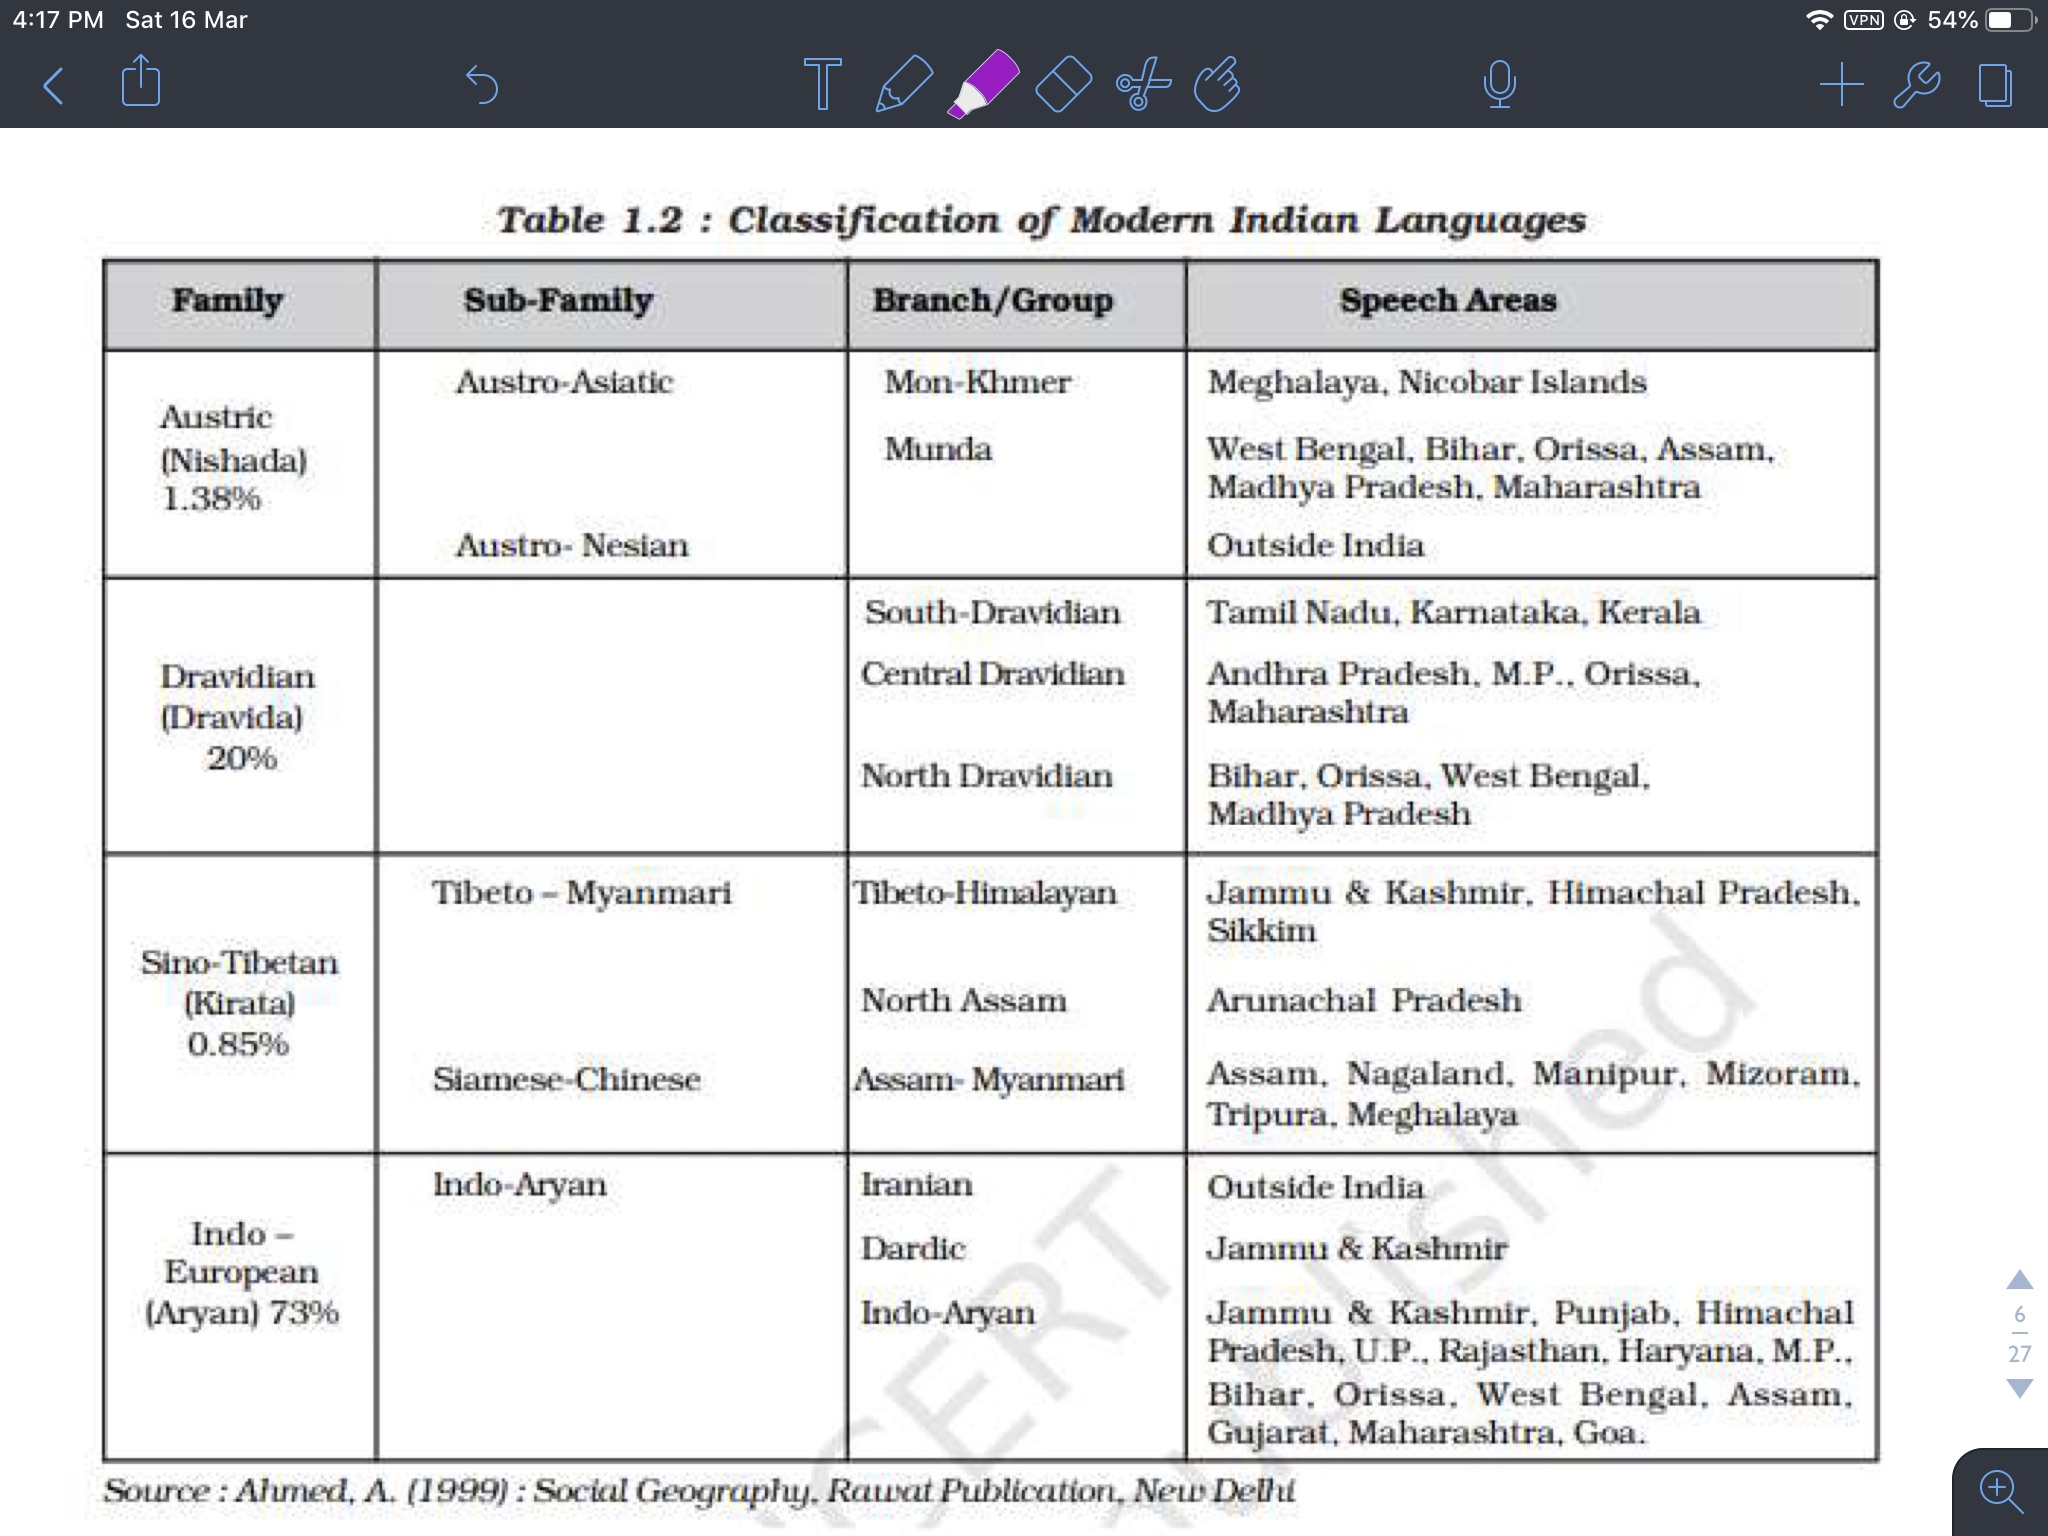 4:17 PM Sat 16 Mar
VPN 54%
Table 1.2 : Classification of Modern Indian Languages
Family Sub-Family Branch/Group Speech Areas
Austric
(Nishada)
1.38%
Austro-Asiatic
Mon-Khmer
Meghalaya, Nicobar Islands
Munda
West Bengal, Bihar, Orissa, Assam,
Madhya Pradesh, Maharashtra
Austro- Nesian
Outside India
Dravidian
(Dravida)
20%
South-Dravidian
Tamil Nadu, Karnataka, Kerala
Central Dravidian
Andhra Pradesh, M.P., Orissa,
Maharashtra
North Dravidian
Bihar, Orissa, West Bengal,
Madhya Pradesh
Sino-Tibetan
(Kirata)
0.85%
Tibeto – Myanmari
Tibeto-Himalayan
Jammu & Kashmir, Himachal Pradesh,
Sikkim
North Assam
Arunachal Pradesh
Siamese-Chinese
Assam- Myanmari
Assam, Nagaland, Manipur, Mizoram,
Tripura, Meghalaya
Indo –
European
(Aryan) 73%
Indo-Aryan
Iranian
Outside India
Dardic
Jammu & Kashmir
Indo-Aryan
Jammu & Kashmir, Punjab, Himachal
Pradesh, U.P., Rajasthan, Haryana, M.P.,
Bihar, Orissa, West Bengal, Assam,
Gujarat, Maharashtra, Goa.
Source : Ahmed, A. (1999) : Social Geography, Rawat Publication, New Delhi
6
27